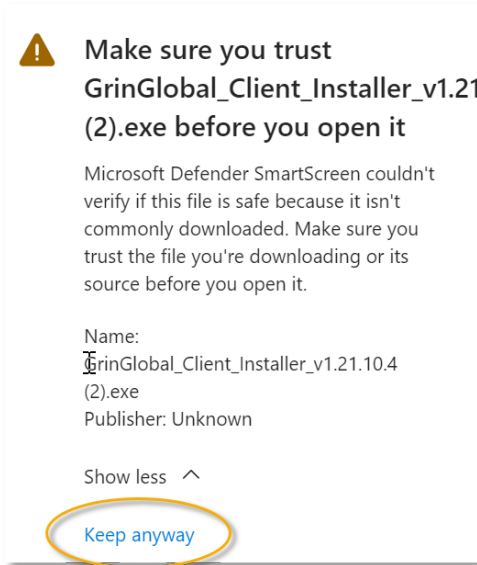 Make sure you trust
GrinGlobal_Client_Installer_v1.21
(2).exe before you open it
Microsoft Defender SmartScreen couldn't
verify if this file is safe because it isn't
commonly downloaded. Make sure you
trust the file you're downloading or its
source before you open it.
Name:
GrinGlobal_Client_Installer_v1.21.10.4
(2).exe
Publisher: Unknown
Show less
Keep anyway